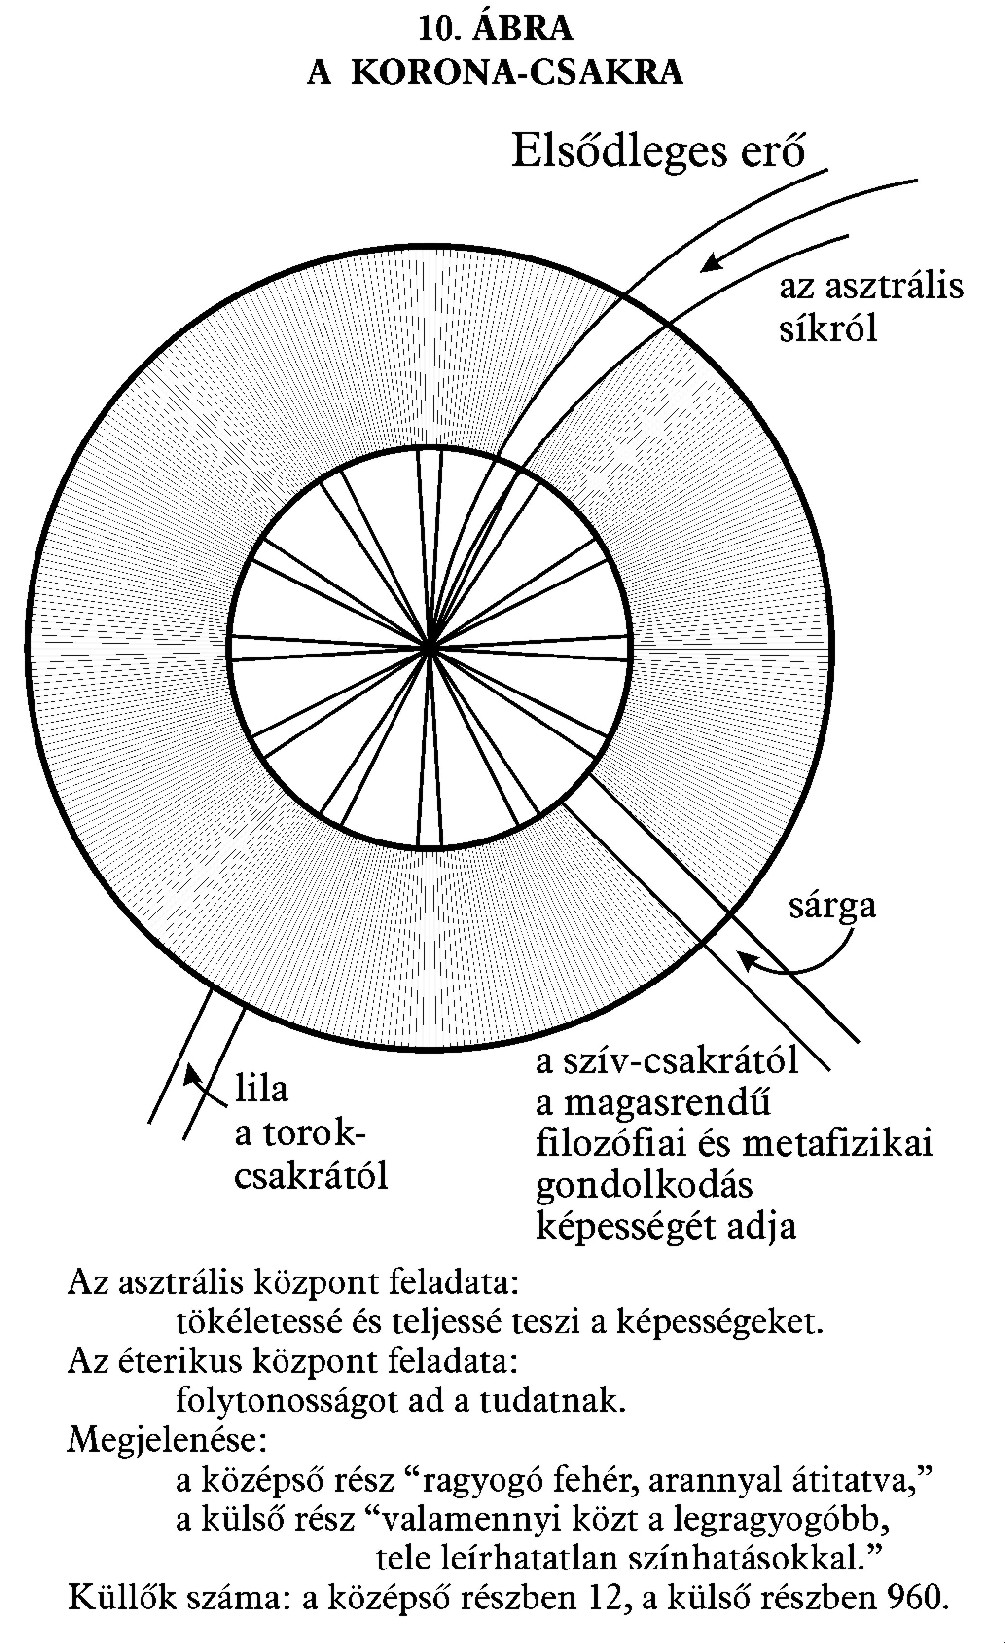 10. ÁBRA
A KORONA-CSAKRA
Elsődleges erő
az asztrális
síkról
sárga
lila
a torok-
csakrától
a szív-csakrától
a magasrendű
filozófiai és metafizikai
gondolkodás
képességét adja
Az asztrális központ feladata:
tökéletessé és teljessé teszi a képességeket.
Az éterikus központ feladata:
folytonosságot ad a tudatnak.
Megjelenése:
a középső rész “ragyogó fehér, arannyal átitatva,”
a külső rész “valamennyi közt a legragyogóbb,
tele leírhatatlan színhatásokkal.”
Küllők száma: a középső részben 12, a külső részben 960.